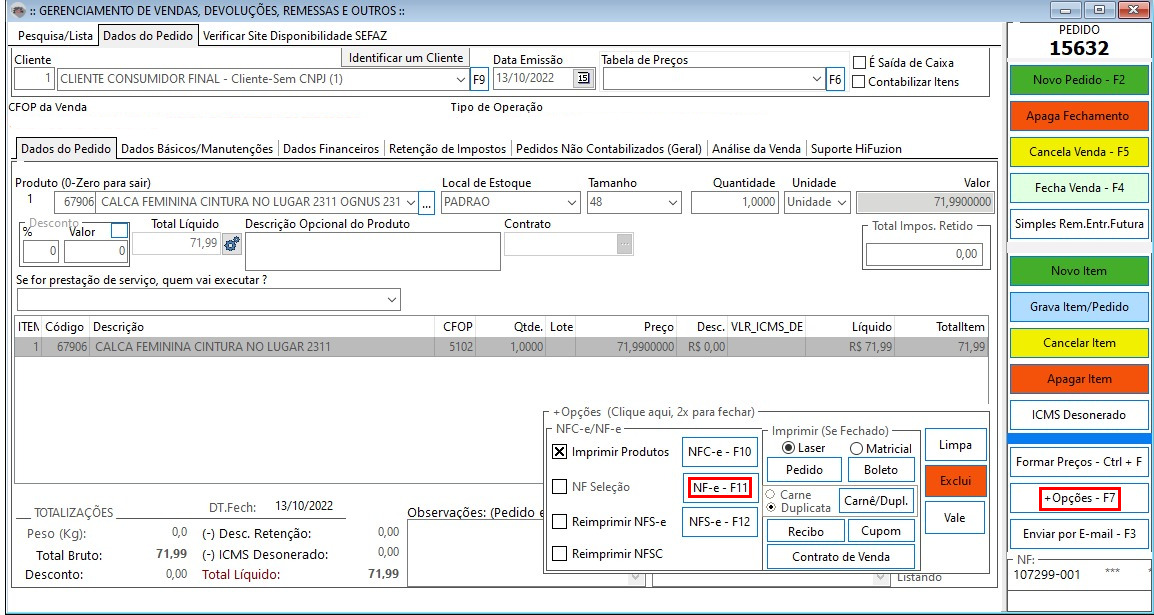 :: GERENCIAMENTO DE VENDAS, DEVOLUÇÕES, REMESSAS E OUTROS ::
Pesquisa/Lista Dados do Pedido Verificar Site Disponibilidade SEFAZ
Cliente Identificar um Cliente Data Emissão Tabela de Preços
1 CLIENTE CONSUMIDOR FINAL - Cliente-Sem CNPJ (1) F9 13/10/2022 15 F6
É Saída de Caixa
Contabilizar Itens
CFOP da Venda Tipo de Operação
Dados do Pedido Dados Básicos/Manutenções Dados Financeiros Retenção de Impostos Pedidos Não Contabilizados (Geral) Análise da Venda Suporte HiFuzion
Produto (0-Zero para sair) Local de Estoque Tamanho Quantidade Unidade Valor
1 67906 CALCA FEMININA CINTURA NO LUGAR 2311 OGNUS 231 ... PADRAO 48 1,0000 Unidade 71,9900000
Desconto
% Valor Total Líquido Descrição Opcional do Produto Contrato Total Impos. Retido
0 0 71,99 ... 0,00
Se for prestação de serviço, quem vai executar ?
ITEN Código Descrição CFOP Qtde. Lote Preço Desc. VLR_ICMS_DE Líquido TotalItem
1 67906 CALCA FEMININA CINTURA NO LUGAR 2311 5102 1,0000 71,9900000 R$ 0,00 R$ 71,99 71,99
+Opções (Clique aqui, 2x para fechar)
NFC-e/NF-e
Imprimir Produtos NFC-e - F10
NF Seleção NF-e - F11
Reimprimir NFS-e NFS-e - F12
Reimprimir NFSC
Imprimir (Se Fechado)
Laser Matricial
Pedido Boleto
Carne
Duplicata Carnê/Dupl.
Recibo Cupom
Contrato de Venda
Limpa
Exclui
Vale
TOTALIZAÇÕES DT.Fech: 13/10/2022 Observações: (Pedido e
Peso (Kg): 0,0 (-) Desc. Retenção: 0,00
Total Bruto: 71,99 (-) ICMS Desonerado: 0,00
Desconto: 0,00 Total Líquido: 71,99
Listando
PEDIDO
15632
Novo Pedido - F2
Apaga Fechamento
Cancela Venda - F5
Fecha Venda - F4
Simples Rem.Entr.Futura
Novo Item
Grava Item/Pedido
Cancelar Item
Apagar Item
ICMS Desonerado
Formar Preços - Ctrl + F
+Opções - F7
Enviar por E-mail - F3
NF:
107299-001 *** *